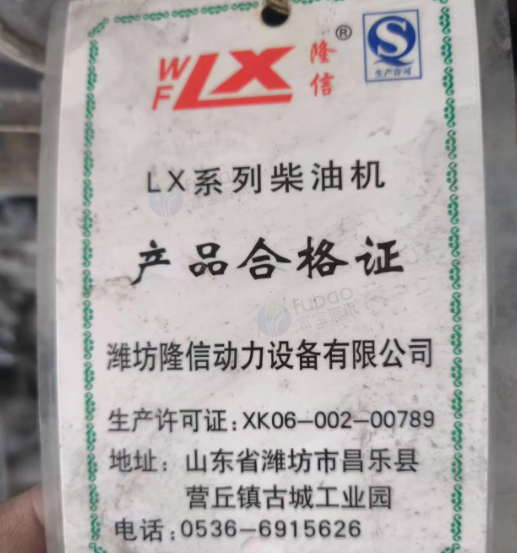 WF LX® 隆信
生产许可
LX系列柴油机
产品合格证
fubao
潍坊隆信动力设备有限公司
生产许可证:XK06-002-00789
地址：山东省潍坊市昌乐县
营丘镇古城工业园
电话:0536-6915626